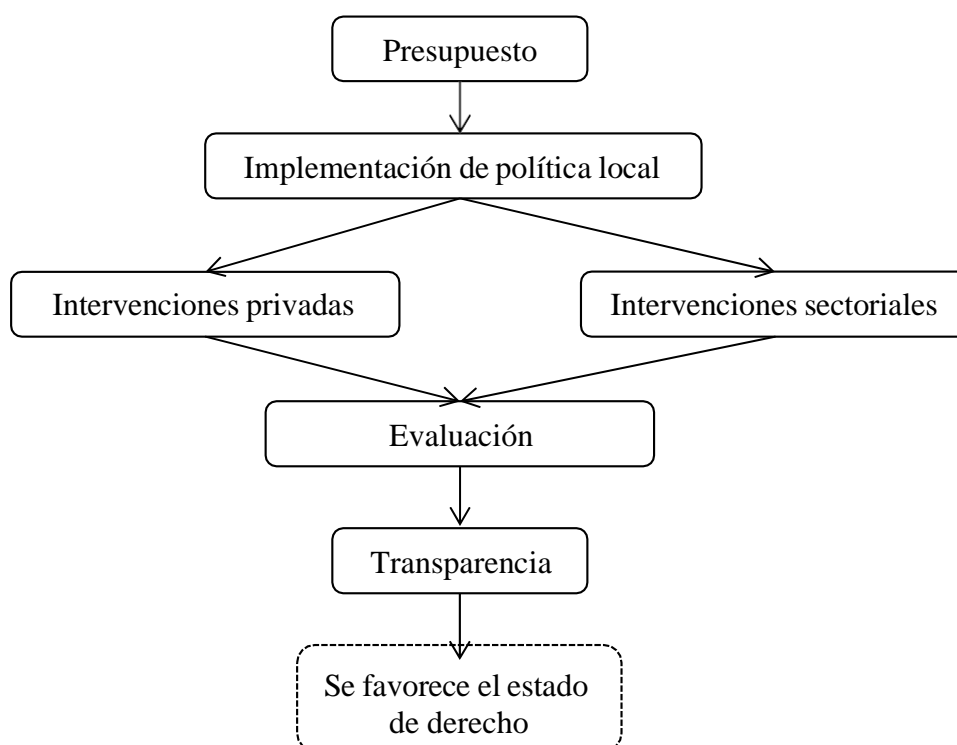 Presupuesto
Implementación de política local
Intervenciones privadas
Intervenciones sectoriales
Evaluación
Transparencia
Se favorece el estado
de derecho